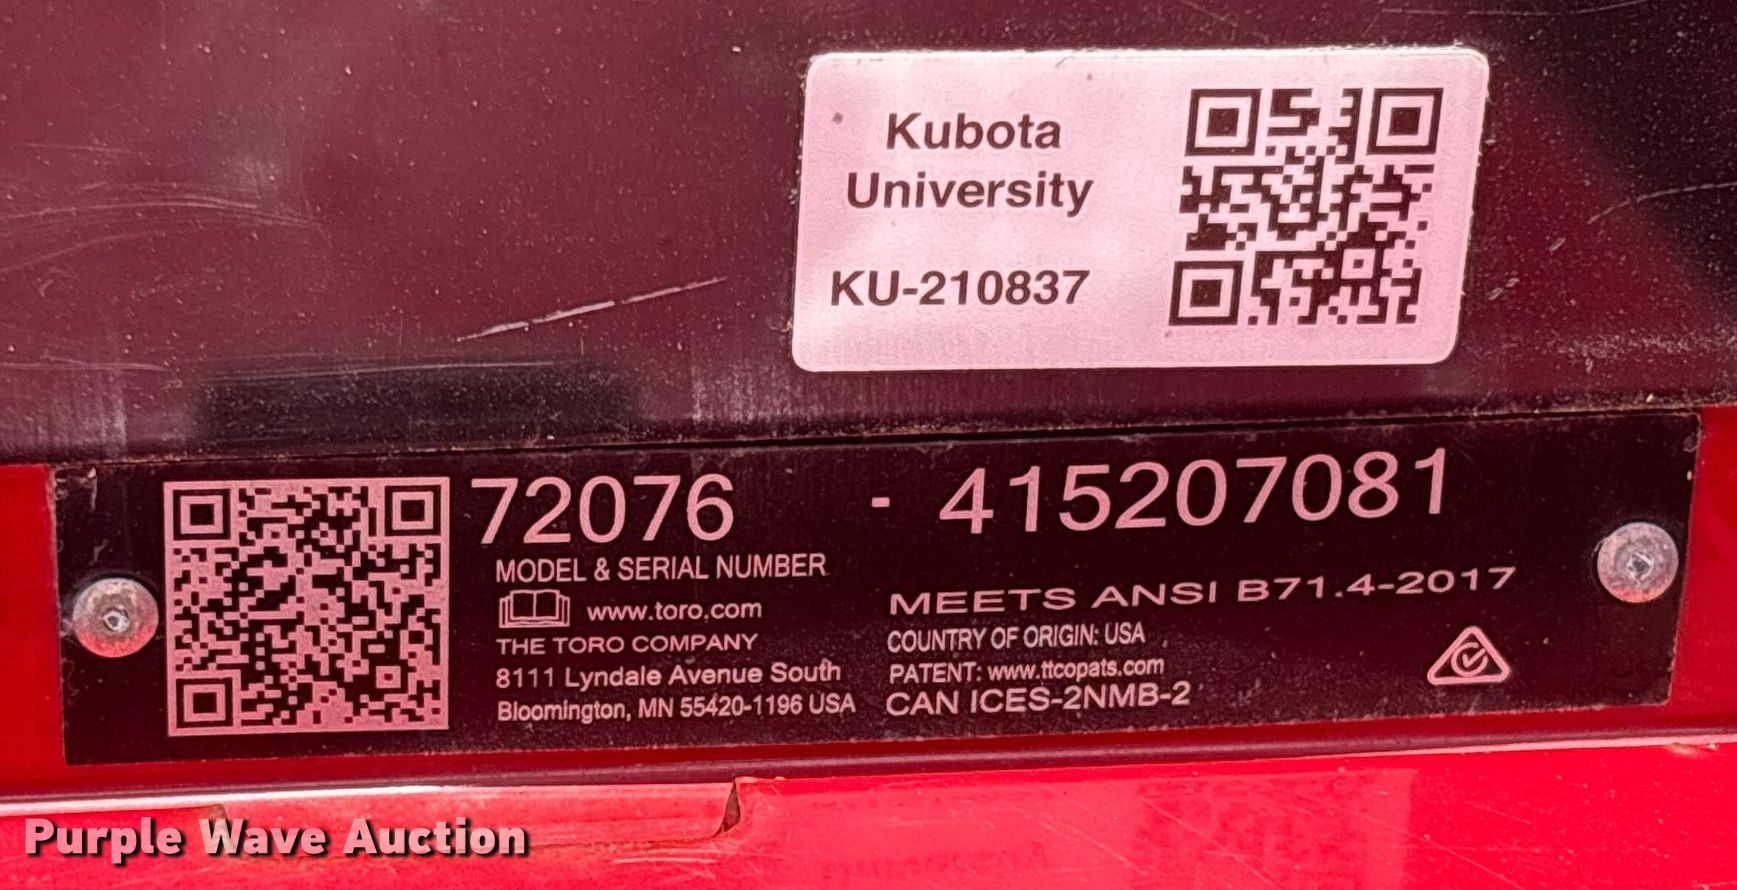 Kubota
University
KU-210837
72076 - 415207081
MODEL & SERIAL NUMBER
www.toro.com
THE TORO COMPANY
8111 Lyndale Avenue South
Bloomington, MN 55420-1196 USA
MEETS ANSI B71.4-2017
COUNTRY OF ORIGIN: USA
PATENT: www.ttcopats.com
CAN ICES-2NMB-2
Purple Wave Auction